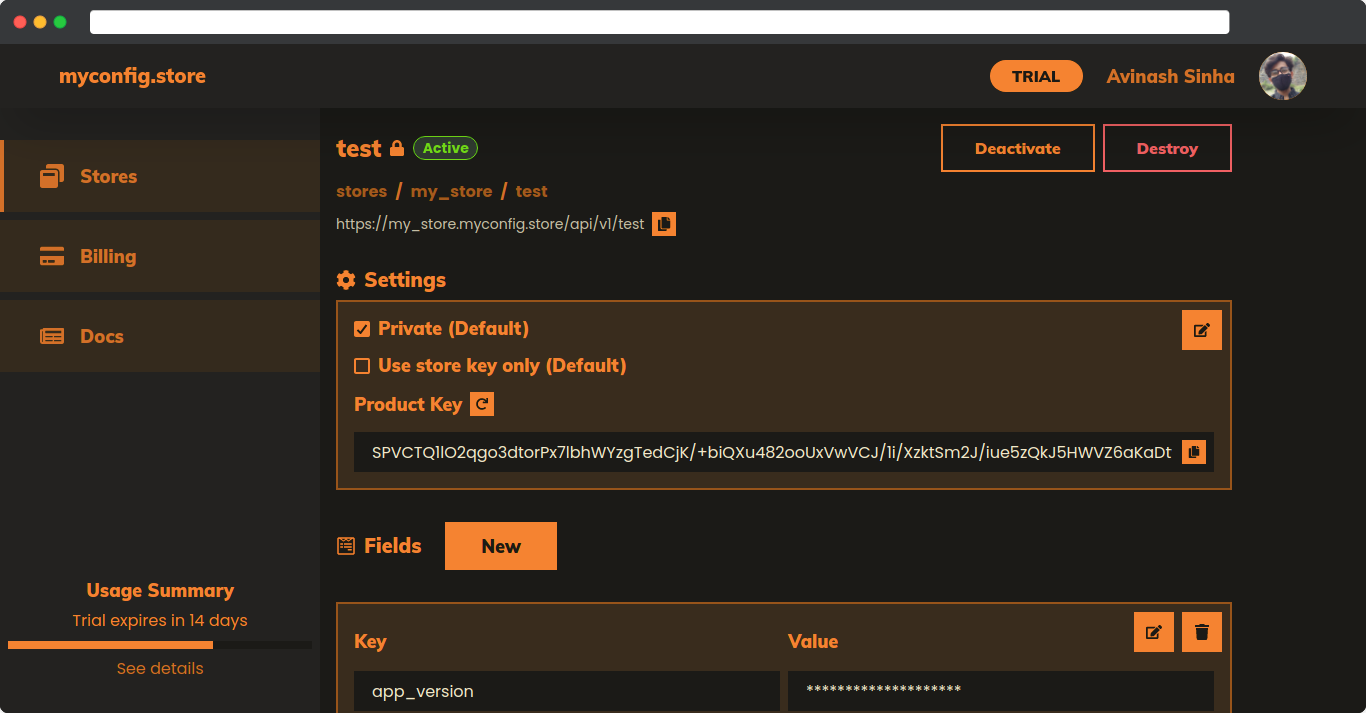 myconfig.store
TRIAL
Avinash Sinha
Stores
Billing
Docs
Usage Summary
Trial expires in 14 days
See details
test
Active
Deactivate
Destroy
stores / my_store / test
https://my_store.myconfig.store/api/v1/test
Settings
Private (Default)
Use store key only (Default)
Product Key
SPVCTQ1lO2qgo3dtorPx7lbhWYzgTedCjK/+biQXu482ooUxVwVCJ/1i/XzktSm2J/iue5zQkJ5HWVZ6aKaDt
Fields
New
Key
Value
app_version
********************